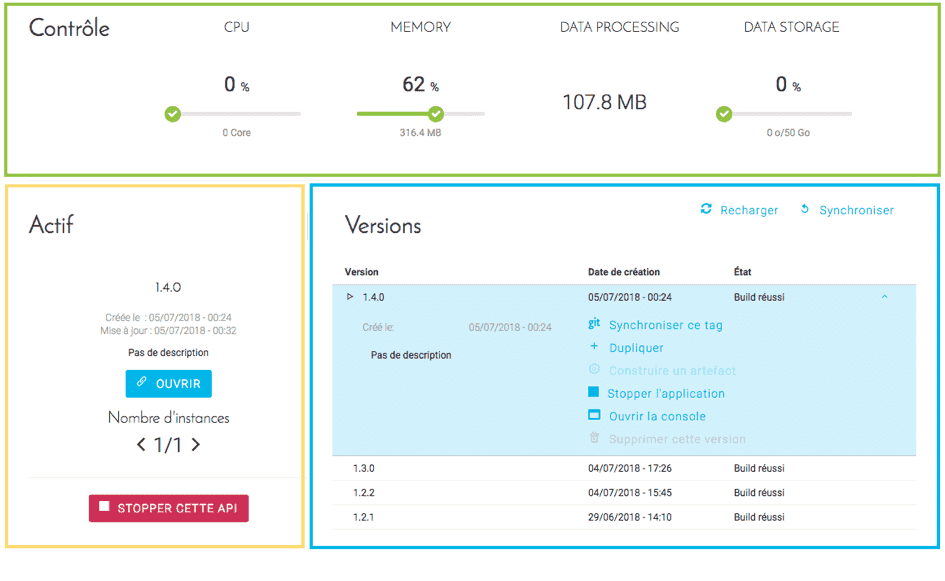 Contrôle
CPU
MEMORY
DATA PROCESSING
DATA STORAGE
0 %
62 %
107.8 MB
0 %
0 Core
316.4 MB
0 o/50 Go
Actif
1.4.0
Créée le : 05/07/2018 - 00:24
Mise à jour : 05/07/2018 - 00:32
Pas de description
OUVRIR
Nombre d'instances
1/1
STOPPER CETTE API
Recharger
Synchroniser
Versions
Version
Date de création
État
1.4.0
05/07/2018 - 00:24
Build réussi
Créé le:
05/07/2018 - 00:24
Pas de description
git Synchroniser ce tag
+ Dupliquer
Construire un artefact
Stopper l'application
Ouvrir la console
Supprimer cette version
1.3.0
04/07/2018 - 17:26
Build réussi
1.2.2
04/07/2018 - 15:45
Build réussi
1.2.1
29/06/2018 - 14:10
Build réussi